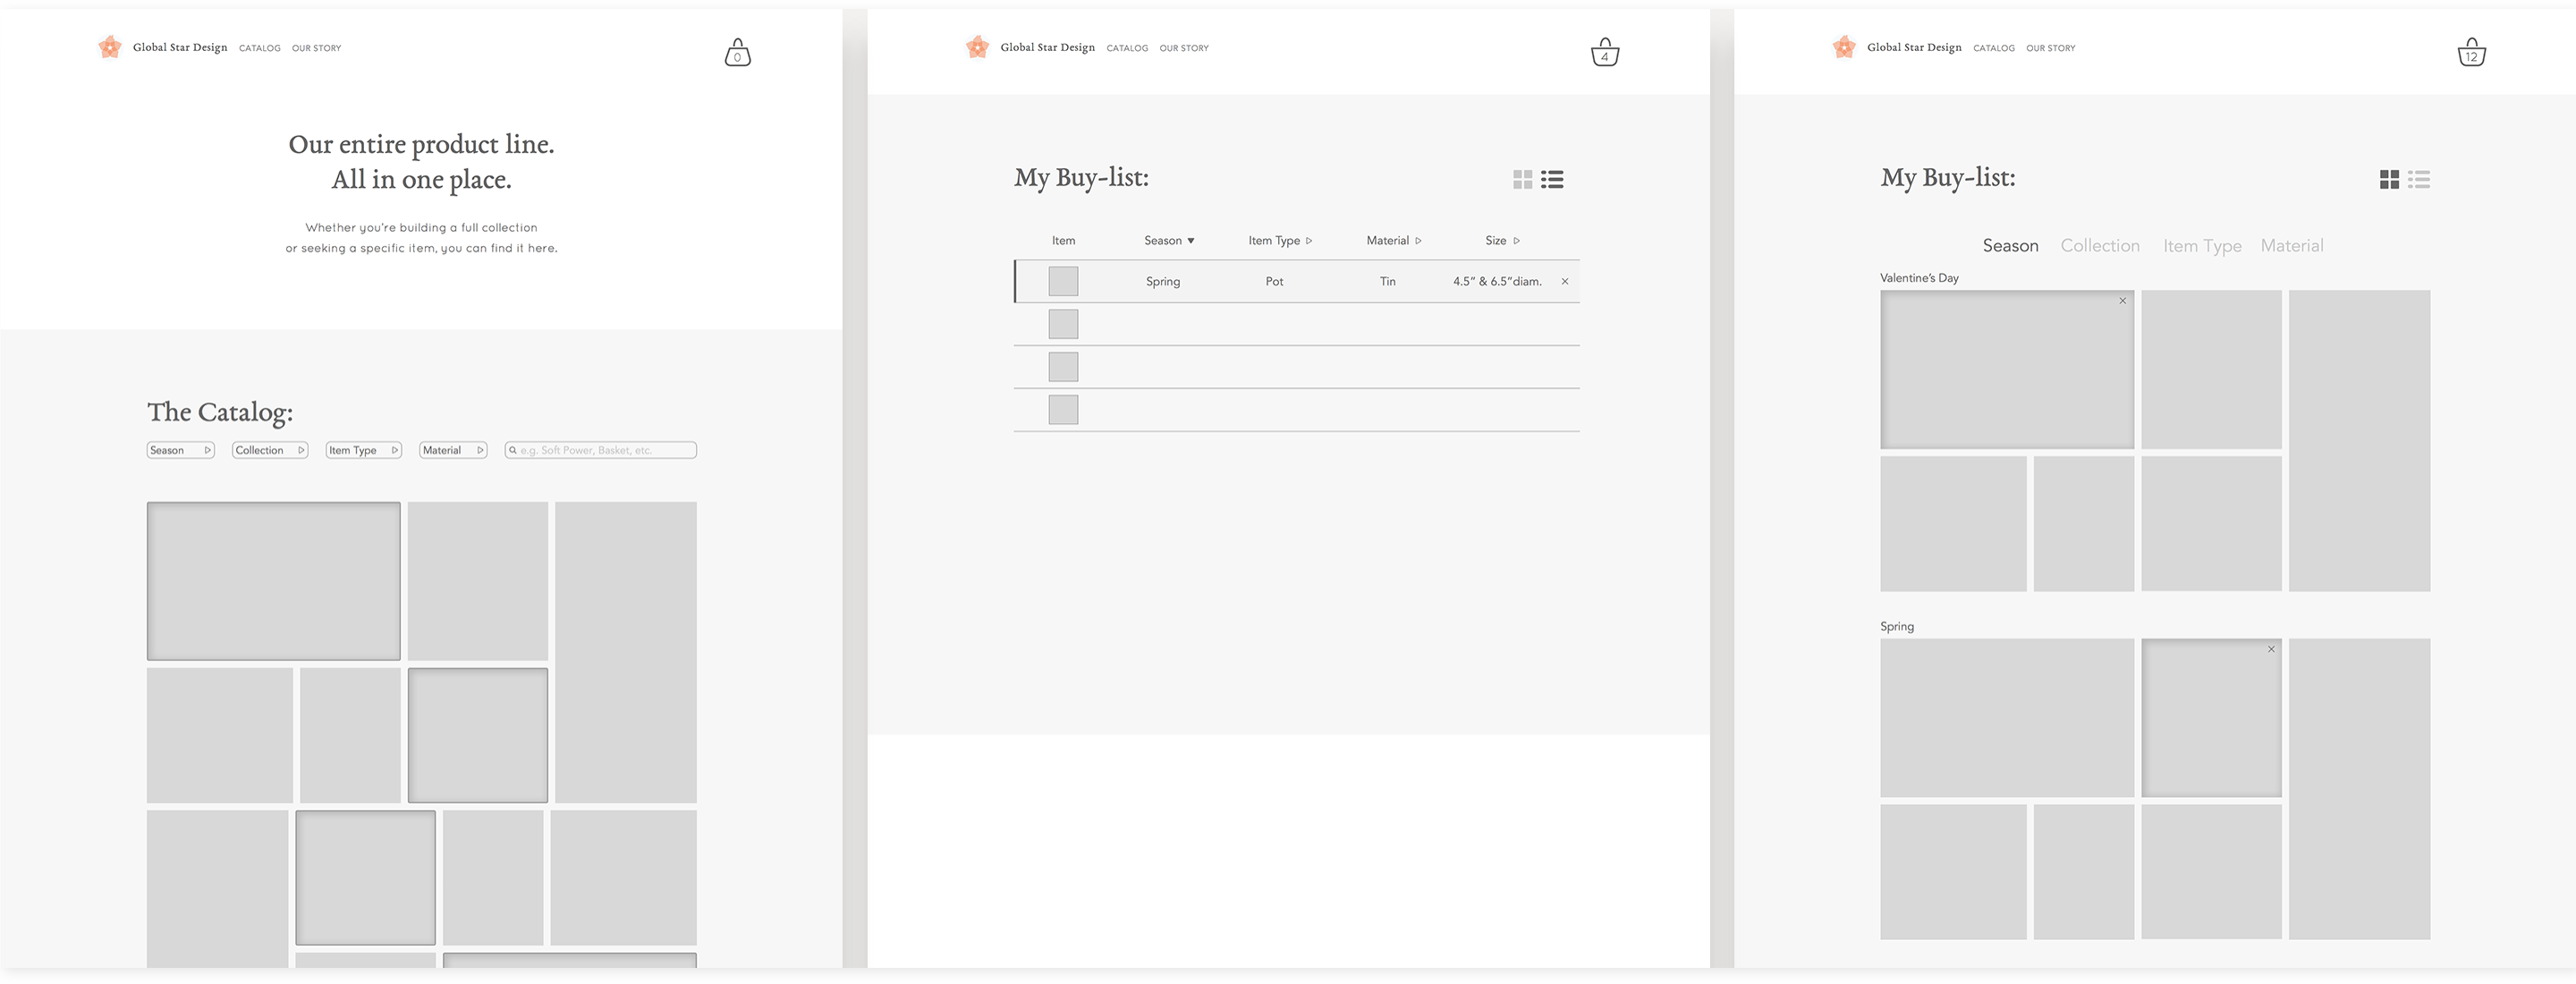 Global Star Design CATALOG OUR STORY
0
Our entire product line.
All in one place.
Whether you're building a full collection
or seeking a specific item, you can find it here.
The Catalog:
Season Collection Item Type Material e.g. Soft Power, Basket, etc.
Global Star Design CATALOG OUR STORY
4
My Buy-list:
Item Season Item Type Material Size
Spring Pot Tin 4.5” & 6.5”diam. ×
Global Star Design CATALOG OUR STORY
12
My Buy-list:
Season Collection Item Type Material
Valentine's Day
×
Spring
×